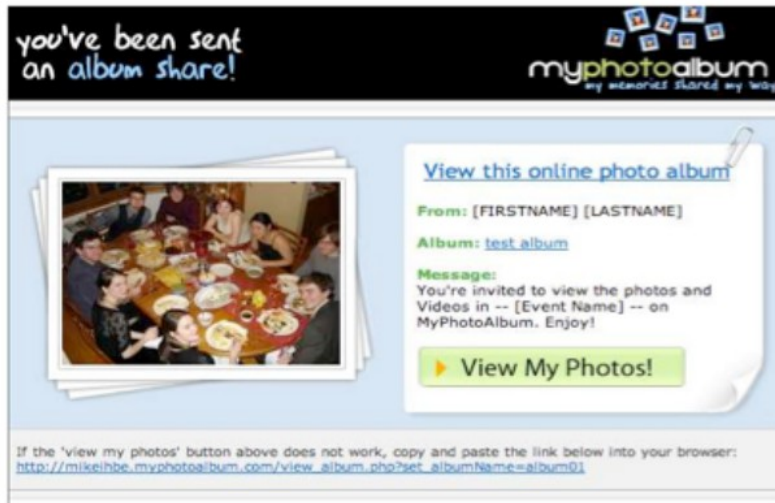 you've been sent
an album share!
myphotoalbum
my memories shared my way
View this online photo album
From: [FIRSTNAME] [LASTNAME]
Album: test album
Message:
You're invited to view the photos and
Videos in -- [Event Name] -- on
MyPhotoAlbum. Enjoy!
View My Photos!
If the 'view my photos' button above does not work, copy and paste the link below into your browser:
http://mikeihbe.myphotoalbum.com/view_album.php?set_albumName=album01